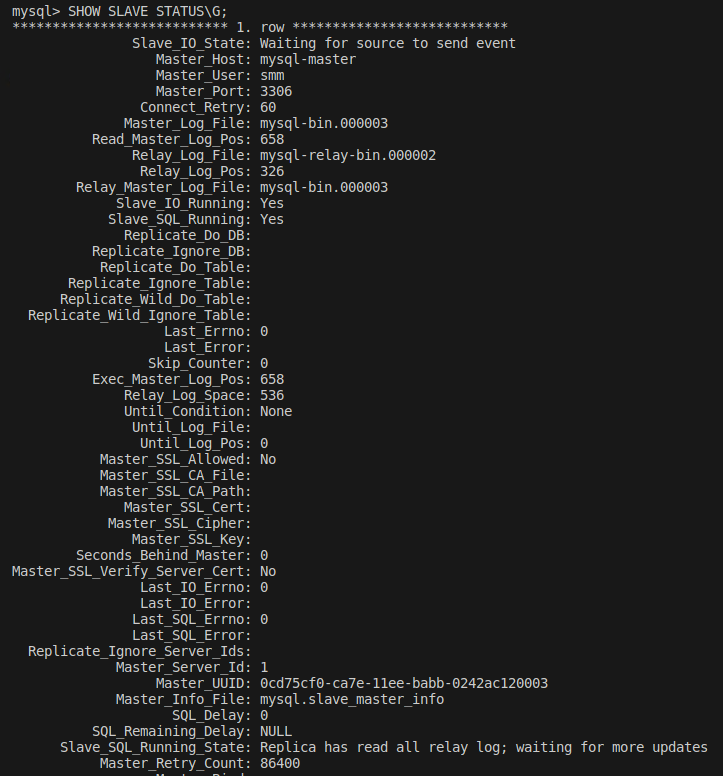 mysql> SHOW SLAVE STATUS\G;
*************************** 1. row ***************************
Slave_IO_State: Waiting for source to send event
Master_Host: mysql-master
Master_User: smm
Master_Port: 3306
Connect_Retry: 60
Master_Log_File: mysql-bin.000003
Read_Master_Log_Pos: 658
Relay_Log_File: mysql-relay-bin.000002
Relay_Log_Pos: 326
Relay_Master_Log_File: mysql-bin.000003
Slave_IO_Running: Yes
Slave_SQL_Running: Yes
Replicate_Do_DB:
Replicate_Ignore_DB:
Replicate_Do_Table:
Replicate_Ignore_Table:
Replicate_Wild_Do_Table:
Replicate_Wild_Ignore_Table:
Last_Errno: 0
Last_Error:
Skip_Counter: 0
Exec_Master_Log_Pos: 658
Relay_Log_Space: 536
Until_Condition: None
Until_Log_File:
Until_Log_Pos: 0
Master_SSL_Allowed: No
Master_SSL_CA_File:
Master_SSL_CA_Path:
Master_SSL_Cert:
Master_SSL_Cipher:
Master_SSL_Key:
Seconds_Behind_Master: 0
Master_SSL_Verify_Server_Cert: No
Last_IO_Errno: 0
Last_IO_Error:
Last_SQL_Errno: 0
Last_SQL_Error:
Replicate_Ignore_Server_Ids:
Master_Server_Id: 1
Master_UUID: 0cd75cf0-ca7e-11ee-babb-0242ac120003
Master_Info_File: mysql.slave_master_info
SQL_Delay: 0
SQL_Remaining_Delay: NULL
Slave_SQL_Running_State: Replica has read all relay log; waiting for more updates
Master_Retry_Count: 86400